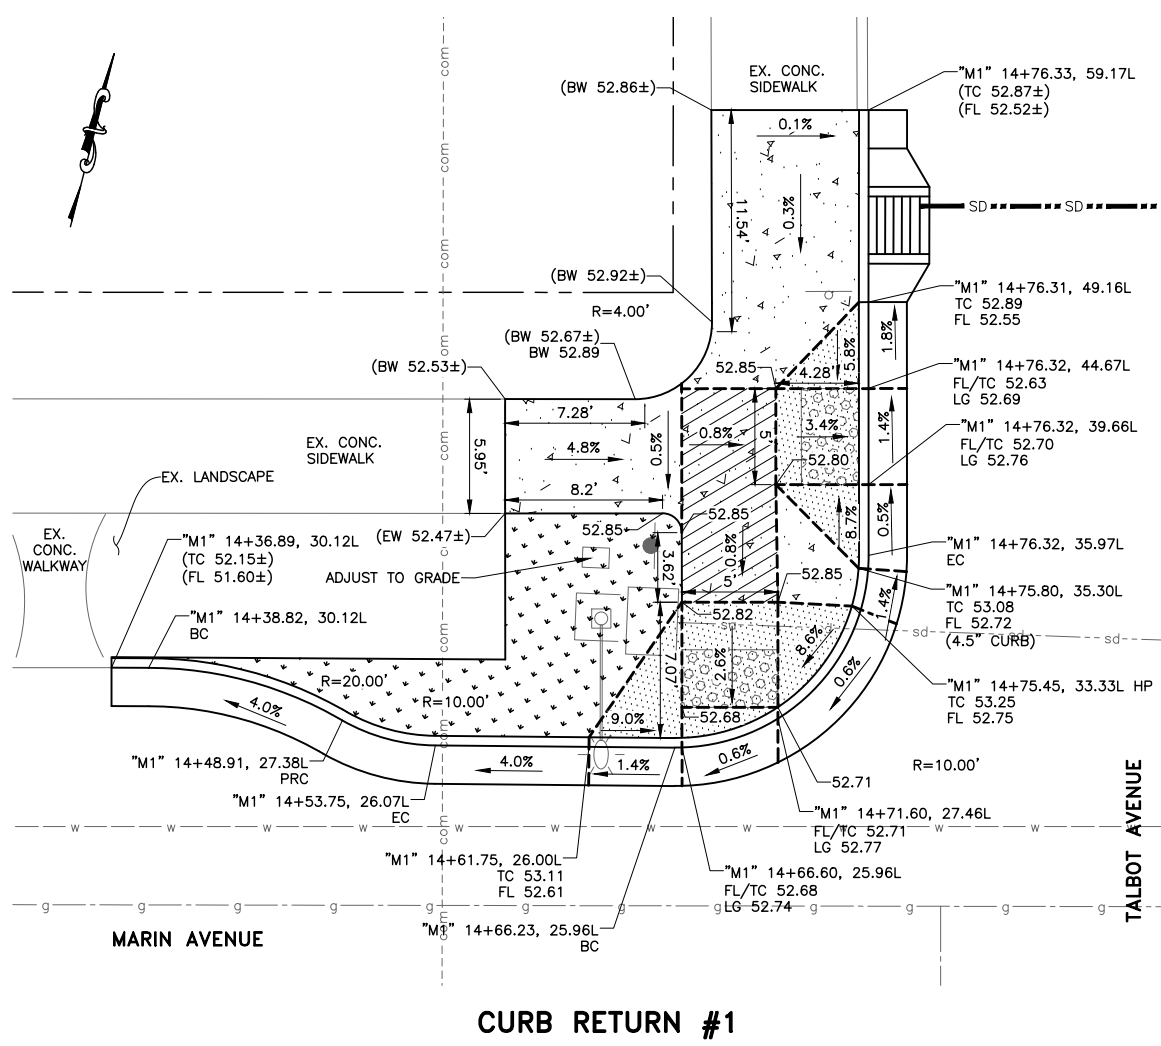 EX. CONC.
SIDEWALK
(BW 52.86±)
"M1" 14+76.33, 59.17L
(TC 52.87±)
(FL 52.52±)
0.1%
com
11.54'
0.3%
SD
SD
com
(BW 52.92±)
R=4.00'
"M1" 14+76.31, 49.16L
TC 52.89
FL 52.55
(BW 52.67±)
BW 52.89
5.8%
1.8%
(BW 52.53±)
com
52.85
4.28'
"M1" 14+76.32, 44.67L
FL/TC 52.63
LG 52.69
7.28'
5.95'
EX. CONC.
SIDEWALK
4.8%
0.5%
0.8%
5'
3.4%
1.4%
"M1" 14+76.32, 39.66L
FL/TC 52.70
LG 52.76
com
52.80
EX. LANDSCAPE
8.2'
EX.
CONC.
WALKWAY
(EW 52.47±)
52.85
52.85
8.7%
0.5%
"M1" 14+36.89, 30.12L
(TC 52.15±)
(FL 51.60±)
"M1" 14+76.32, 35.97L
EC
com
ADJUST TO GRADE
3.62'
0.8%
5'
52.85
"M1" 14+75.80, 35.30L
TC 53.08
FL 52.72
(4.5" CURB)
1.4%
"M1" 14+38.82, 30.12L
BC
52.82
sd
sd
sd
sd
com
8.6%
7.07'
2.6%
0.6%
R=20.00'
R=10.00'
"M1" 14+75.45, 33.33L HP
TC 53.25
FL 52.75
4.0%
9.0%
52.68
com
"M1" 14+48.91, 27.38L
PRC
4.0%
1.4%
0.6%
R=10.00'
52.71
"M1" 14+53.75, 26.07L
EC
"M1" 14+71.60, 27.46L
FL/TC 52.71
LG 52.77
w w w w w w w w w w w w
com
"M1" 14+61.75, 26.00L
TC 53.11
FL 52.61
"M1" 14+66.60, 25.96L
FL/TC 52.68
LG 52.74
g g g g g g g g g g g g
com
"M1" 14+66.23, 25.96L
BC
MARIN AVENUE
TALBOT AVENUE
CURB RETURN #1